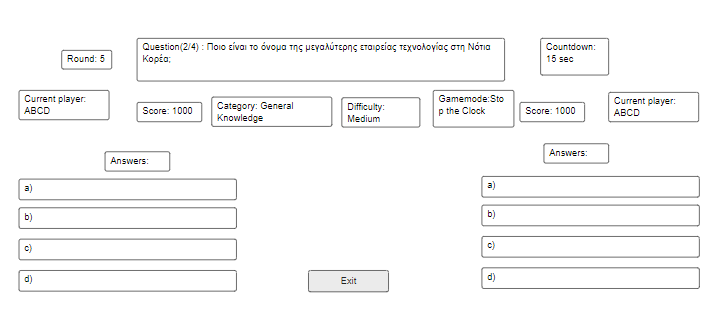 Round: 5
Question(2/4) : Ποιο είναι το όνομα της μεγαλύτερης εταιρείας τεχνολογίας στη Νότια
Κορέα;
Countdown:
15 sec
Current player:
ABCD
Score: 1000
Category: General
Knowledge
Difficulty:
Medium
Gamemode:Sto
p the Clock
Score: 1000
Current player:
ABCD
Answers:
a)
b)
c)
d)
Answers:
a)
b)
c)
d)
Exit